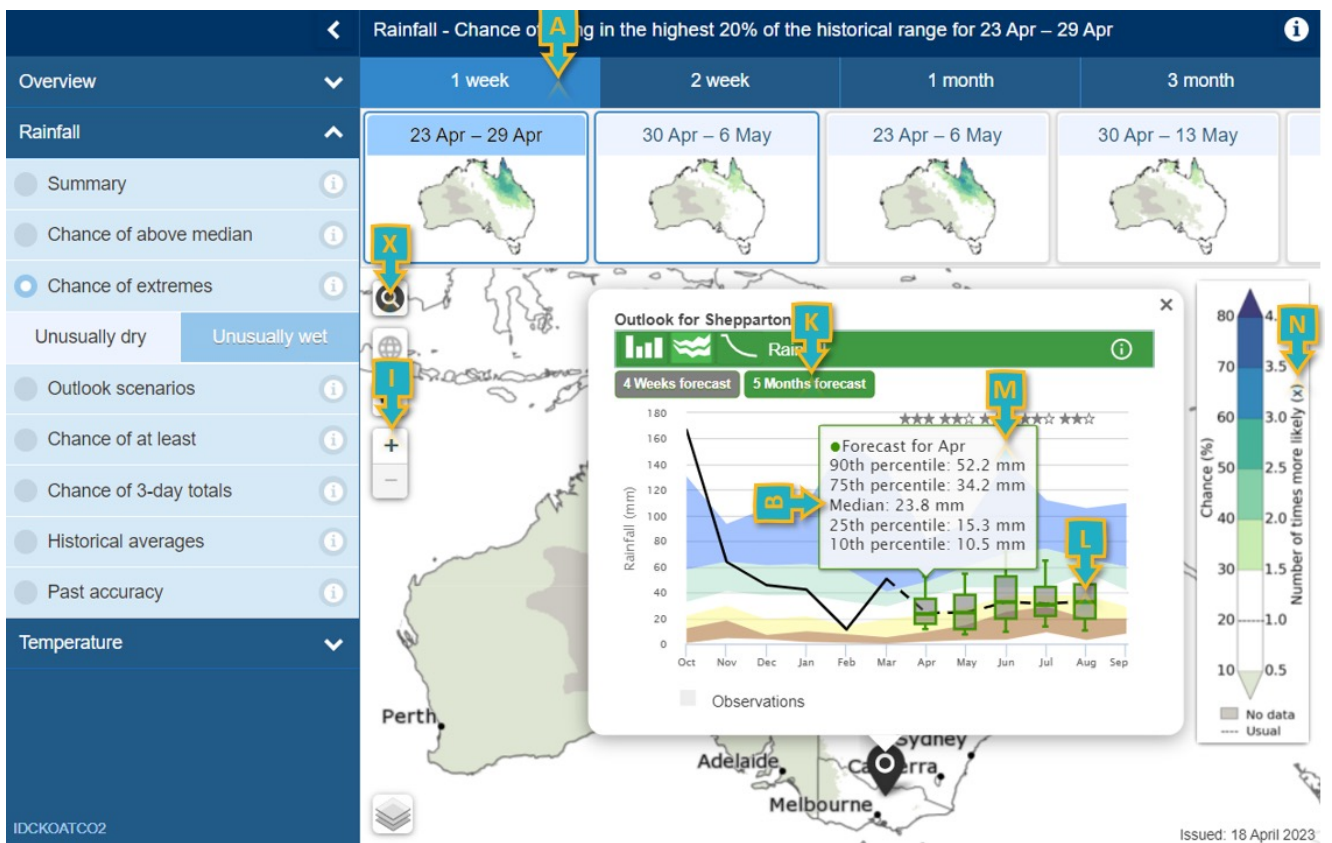 Rainfall - Chance of being in the highest 20% of the historical range for 23 Apr – 29 Apr
A
Overview
1 week
2 week
1 month
3 month
Rainfall
23 Apr – 29 Apr
30 Apr – 6 May
23 Apr – 6 May
30 Apr – 13 May
Summary
Chance of above median
Chance of extremes
Unusually dry
Unusually wet
Outlook scenarios
Chance of at least
Chance of 3-day totals
Historical averages
Past accuracy
Temperature
IDCKOATCO2
X
I
Outlook for Shepparton
K
4 Weeks forecast
5 Months forecast
M
180
160
140
120
100
80
60
40
20
0
Rainfall (mm)
Forecast for Apr
90th percentile: 52.2 mm
75th percentile: 34.2 mm
B
Median: 23.8 mm
25th percentile: 15.3 mm
10th percentile: 10.5 mm
L
Oct Nov Dec Jan Feb Mar Apr May Jun Jul Aug Sep
Observations
N
80
70 3.5
60 3.0
50 2.5
40 2.0
30 1.5
20 1.0
10 0.5
Chance (%)
Number of times more likely (x)
No data
Usual
Perth
Adelaide
Sydney
Melbourne
Issued: 18 April 2023